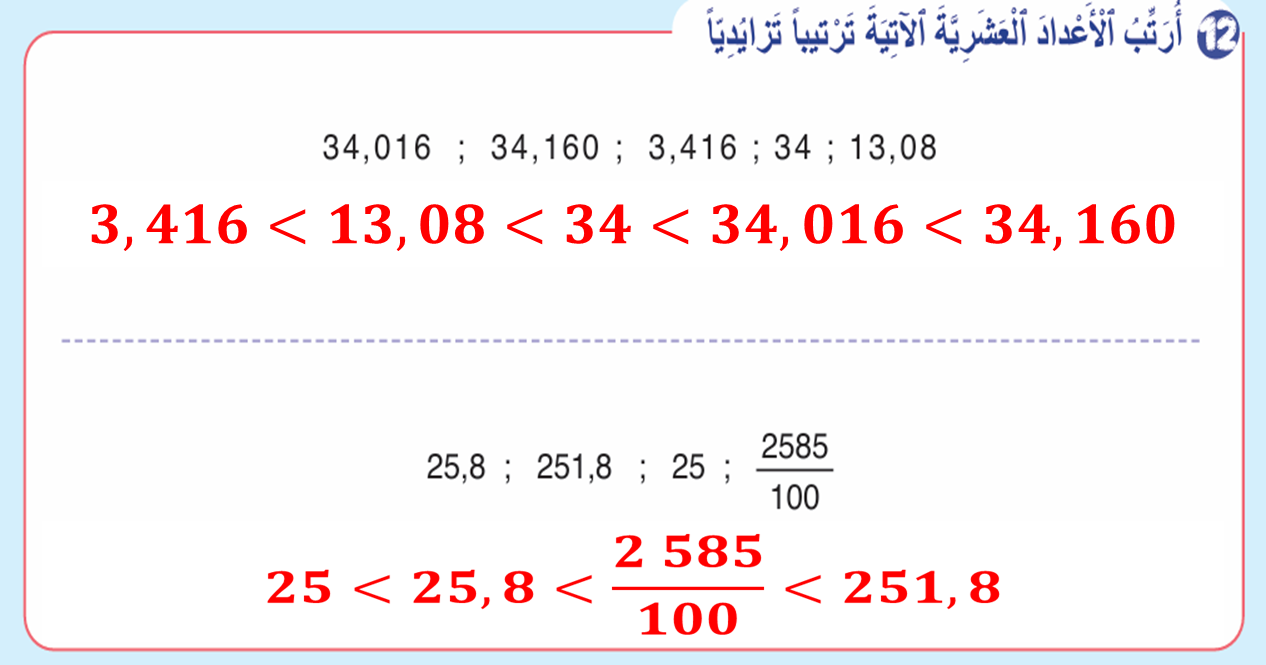 12 أُرَتِّبُ ٱلْأَعْدادَ ٱلْعَشَرِيَّةَ ٱلْآتِيَةَ تَرْتيباً تَزايُدِيّاً
34,016 ; 34,160 ; 3,416 ; 34 ; 13,08
3,416 < 13,08 < 34 < 34,016 < 34,160
25,8 ; 251,8 ; 25 ; 2585/100
25 < 25,8 < 2 585/100 < 251,8